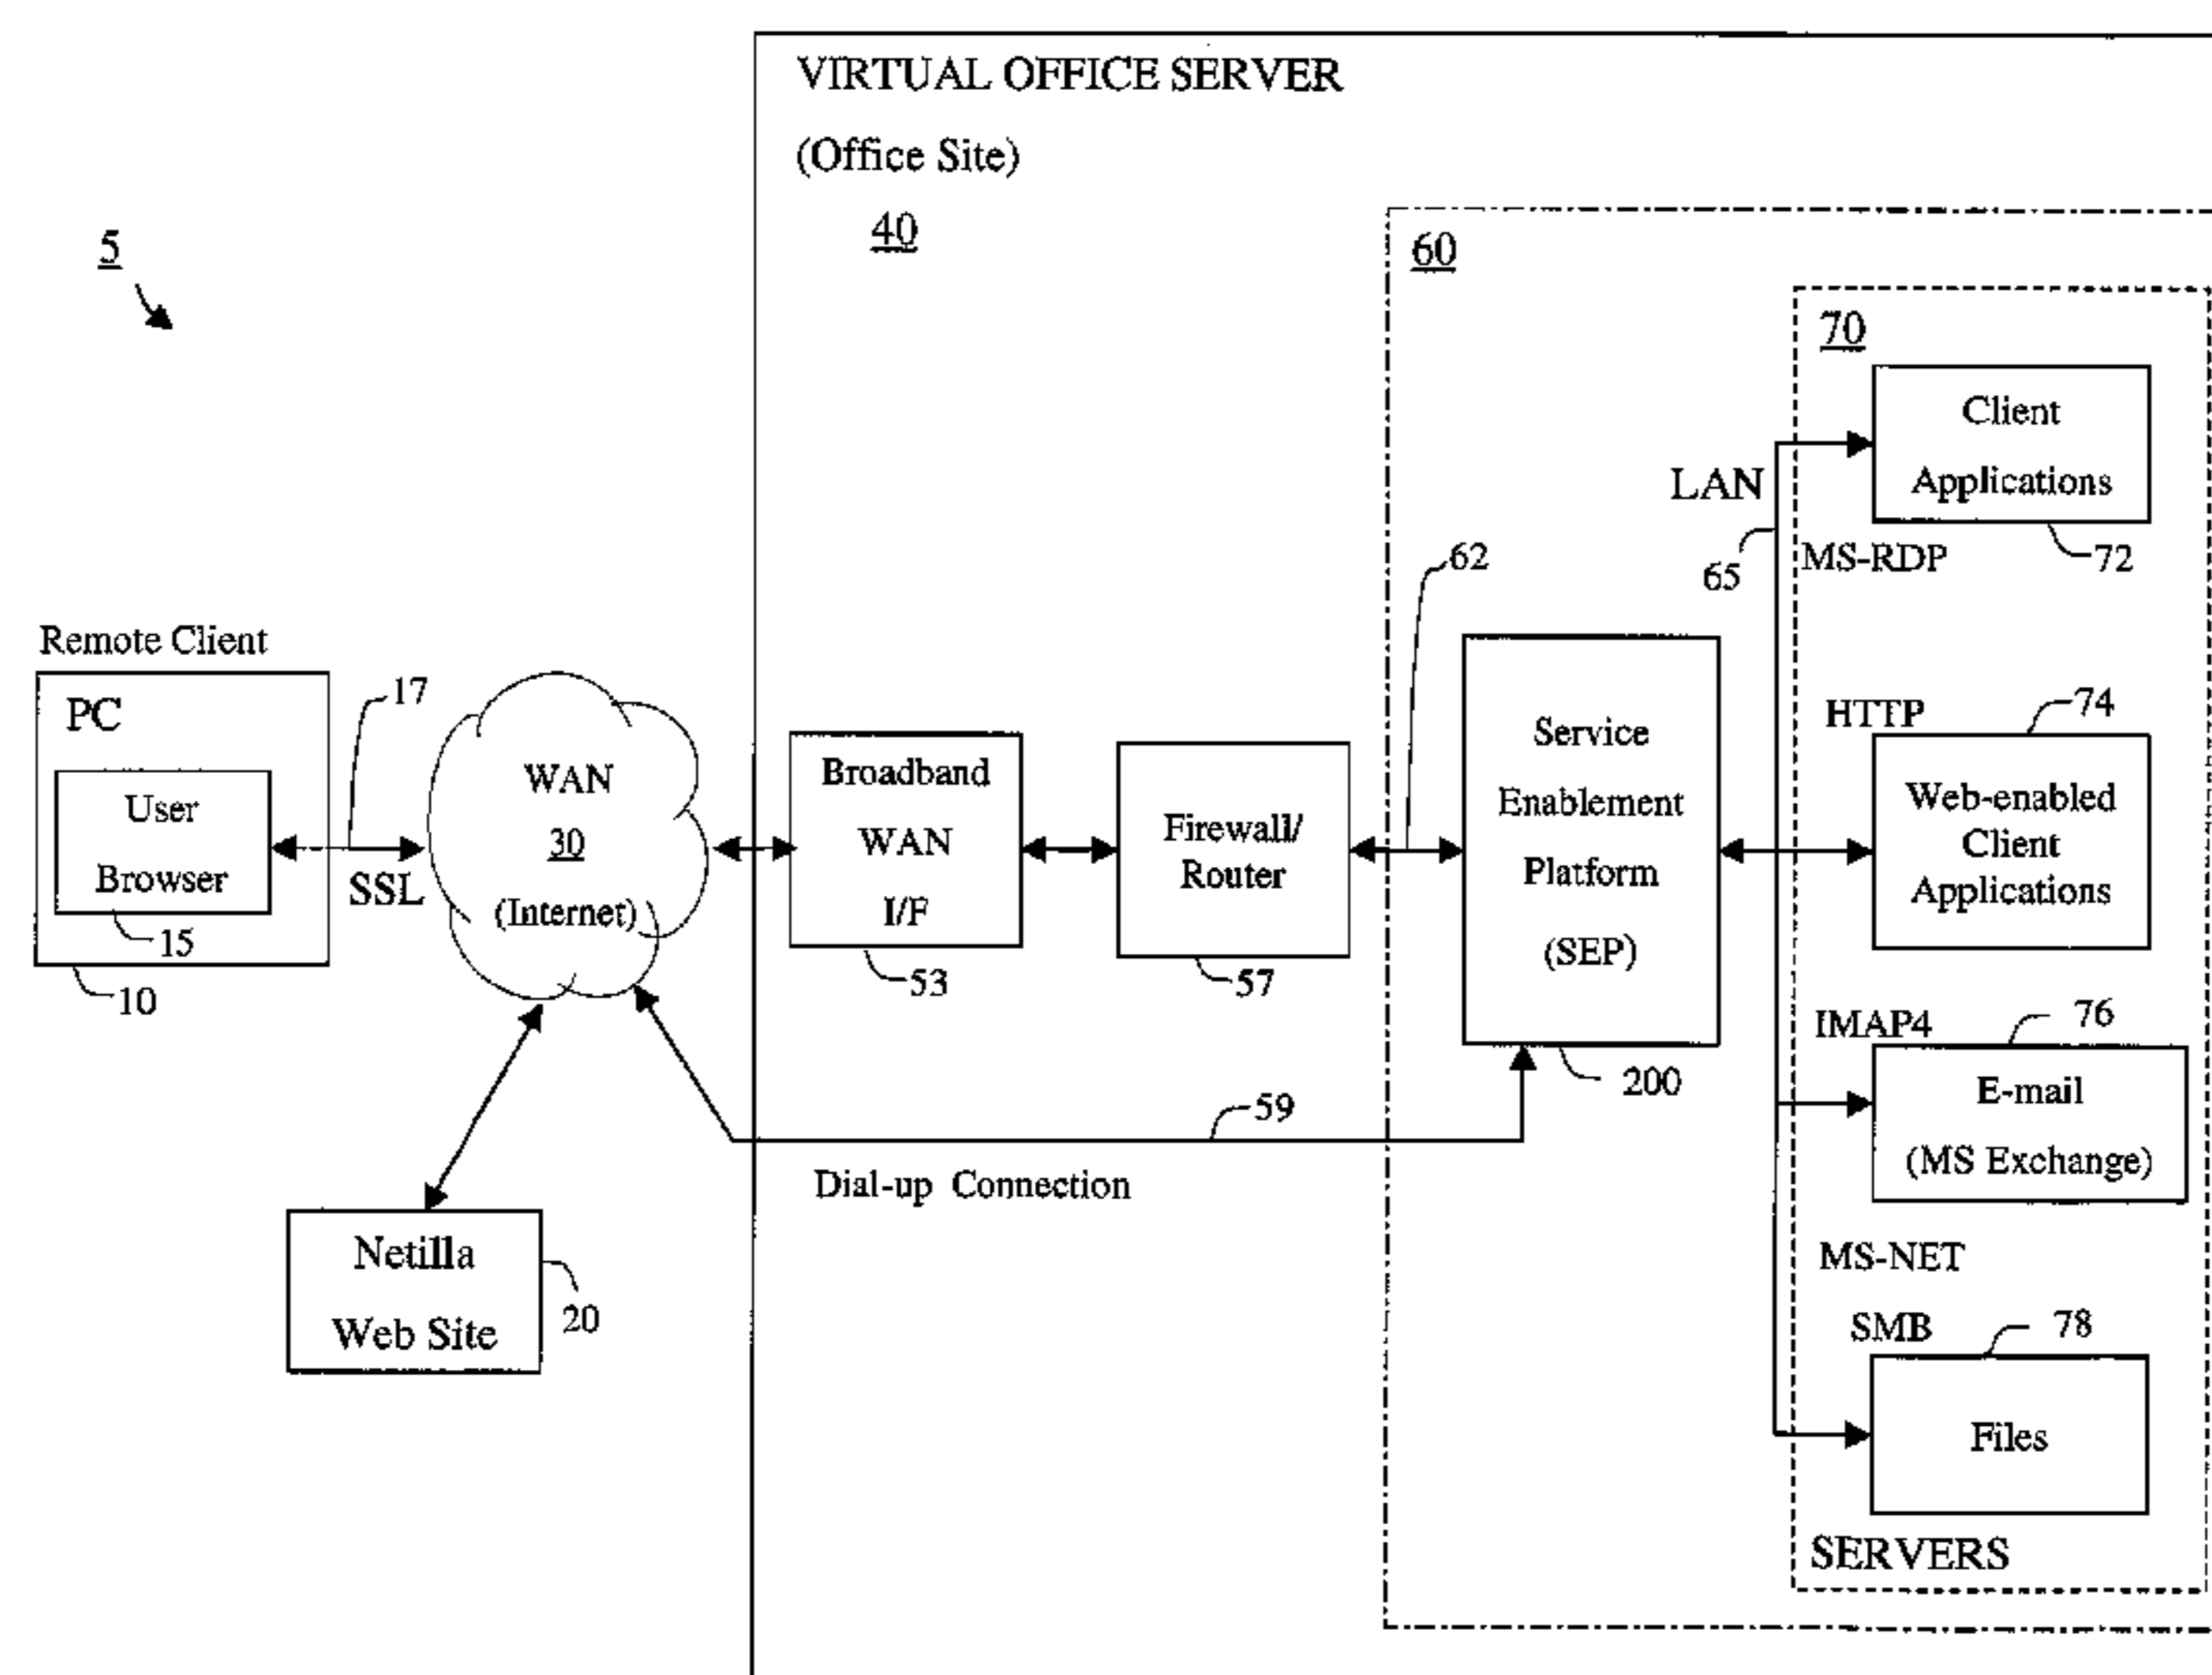 VIRTUAL OFFICE SERVER
(Office Site)
40
5
60
70
Client
Applications
72
LAN
65
MS-RDP
62
Remote Client
PC
User
Browser
15
10
17
SSL
WAN
30
(Internet)
Broadband
WAN
I/F
53
Firewall/
Router
57
Service
Enablement
Platform
(SEP)
200
HTTP
74
Web-enabled
Client
Applications
IMAP4
76
E-mail
(MS Exchange)
59
Dial-up Connection
Netilla
Web Site
20
MS-NET
SMB
78
Files
SERVERS